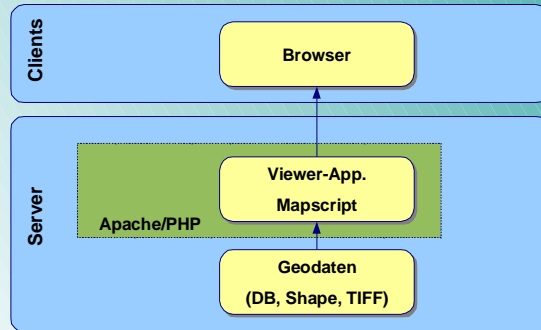 Clients
Browser
Server
Viewer-App.
Mapscript
Apache/PHP
Geodaten
(DB, Shape, TIFF)